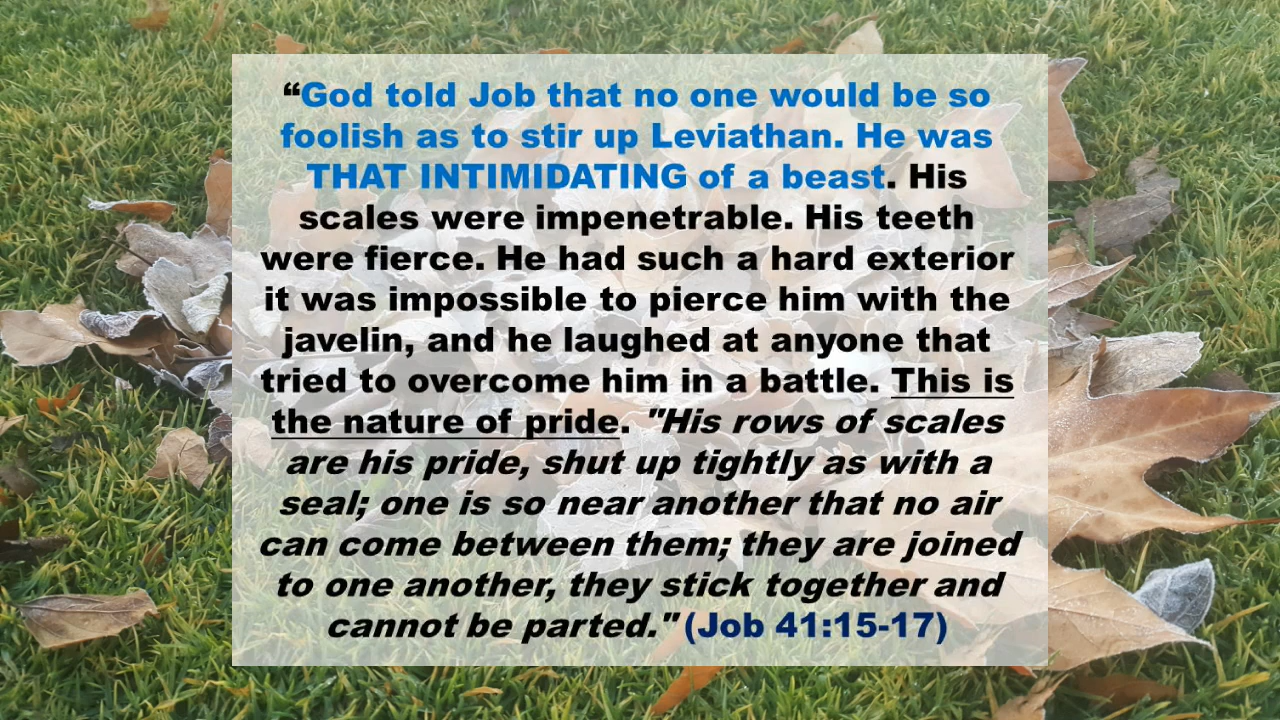 “God told Job that no one would be so
foolish as to stir up Leviathan. He was
THAT INTIMIDATING of a beast. His
scales were impenetrable. His teeth
were fierce. He had such a hard exterior
it was impossible to pierce him with the
javelin, and he laughed at anyone that
tried to overcome him in a battle. This is
the nature of pride. "His rows of scales
are his pride, shut up tightly as with a
seal; one is so near another that no air
can come between them; they are joined
to one another, they stick together and
cannot be parted." (Job 41:15-17)